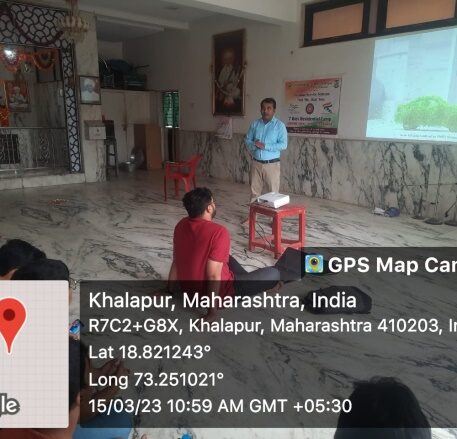 7 Days Residential Camp
GPS Map Cam
Khalapur, Maharashtra, India
R7C2+G8X, Khalapur, Maharashtra 410203, In
Lat 18.821243°
Long 73.251021°
15/03/23 10:59 AM GMT +05:30
gle